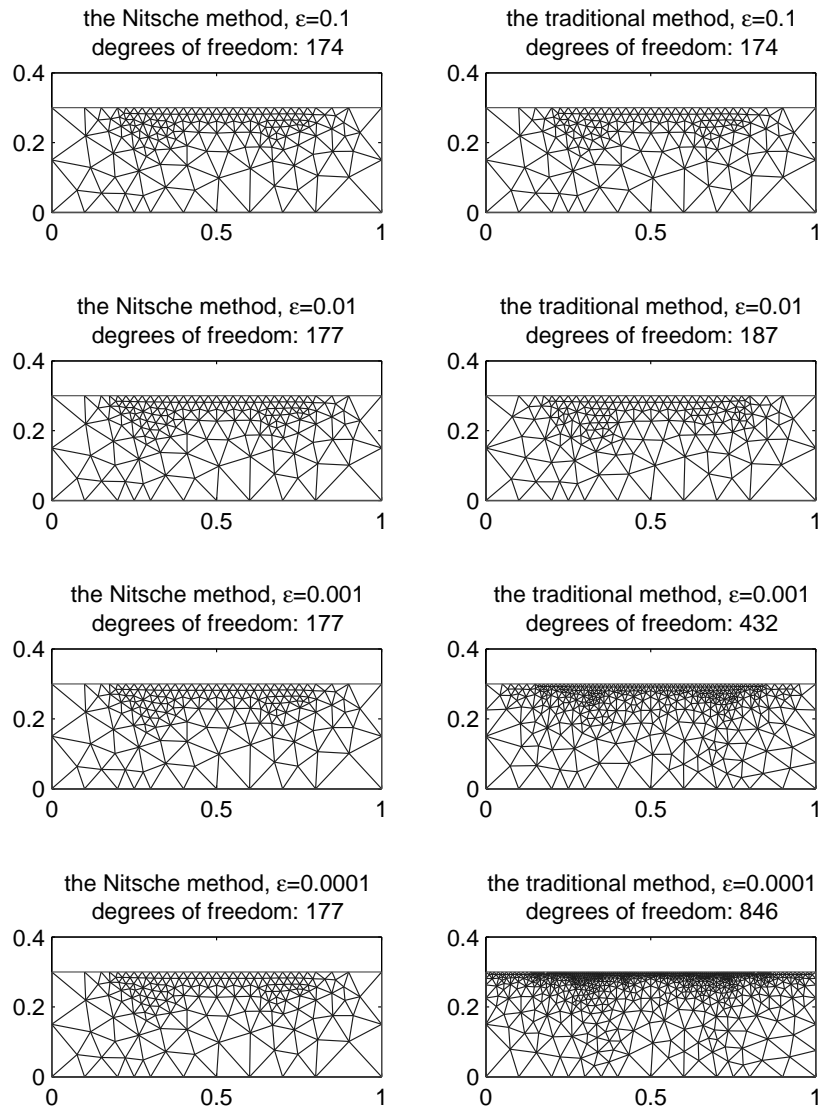 the Nitsche method, ε=0.1
degrees of freedom: 174
0.4
0.2
0
0 0.5 1
the traditional method, ε=0.1
degrees of freedom: 174
0.4
0.2
0
0 0.5 1
the Nitsche method, ε=0.01
degrees of freedom: 177
0.4
0.2
0
0 0.5 1
the traditional method, ε=0.01
degrees of freedom: 187
0.4
0.2
0
0 0.5 1
the Nitsche method, ε=0.001
degrees of freedom: 177
0.4
0.2
0
0 0.5 1
the traditional method, ε=0.001
degrees of freedom: 432
0.4
0.2
0
0 0.5 1
the Nitsche method, ε=0.0001
degrees of freedom: 177
0.4
0.2
0
0 0.5 1
the traditional method, ε=0.0001
degrees of freedom: 846
0.4
0.2
0
0 0.5 1